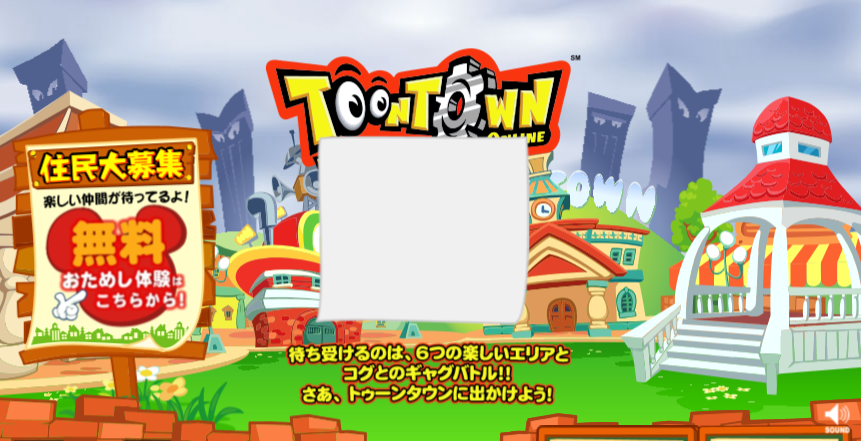 TOONTOWN
ONLINE
SM
住民大募集
楽しい仲間が待ってるよ!
無料
おためし体験は
こちらから!
TOWN
待ち受けるのは、6つの楽しいエリアと
コグとのギャグバトル!!
さあ、トゥーンタウンに出かけよう!
SOUND